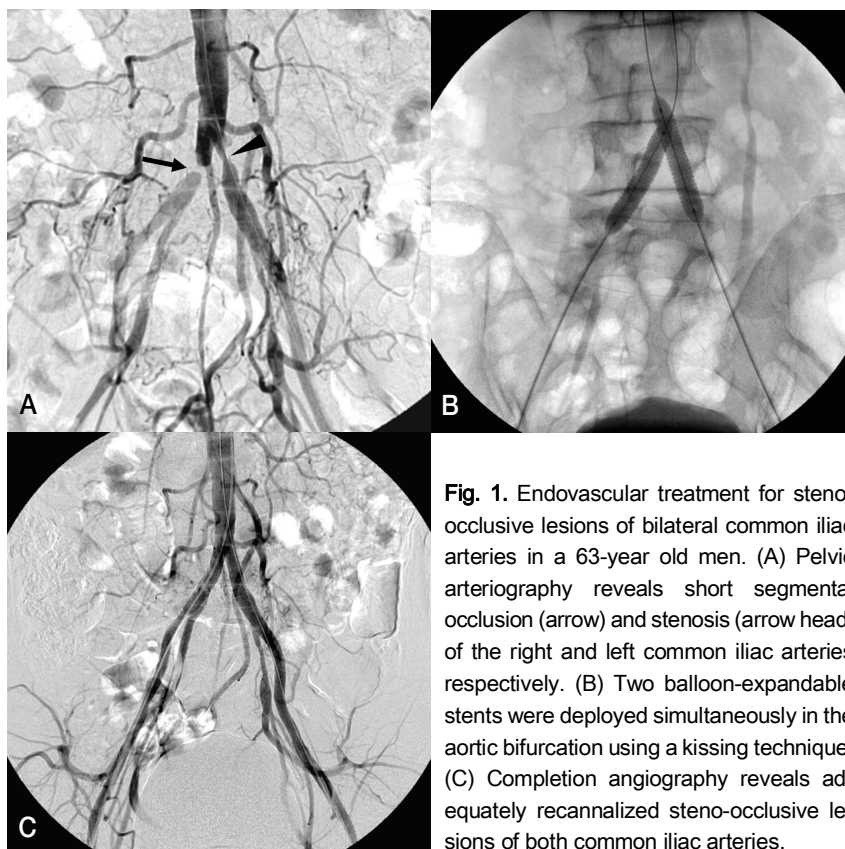 A
B
C
Fig. 1. Endovascular treatment for steno
occlusive lesions of bilateral common iliac
arteries in a 63-year old men. (A) Pelvic
arteriography reveals short segmenta
occlusion (arrow) and stenosis (arrow head
of the right and left common iliac arteries
respectively. (B) Two balloon-expandable
stents were deployed simultaneously in the
aortic bifurcation using a kissing technique
(C) Completion angiography reveals ad-
equately recannalized steno-occlusive le-
sions of both common iliac arteries.